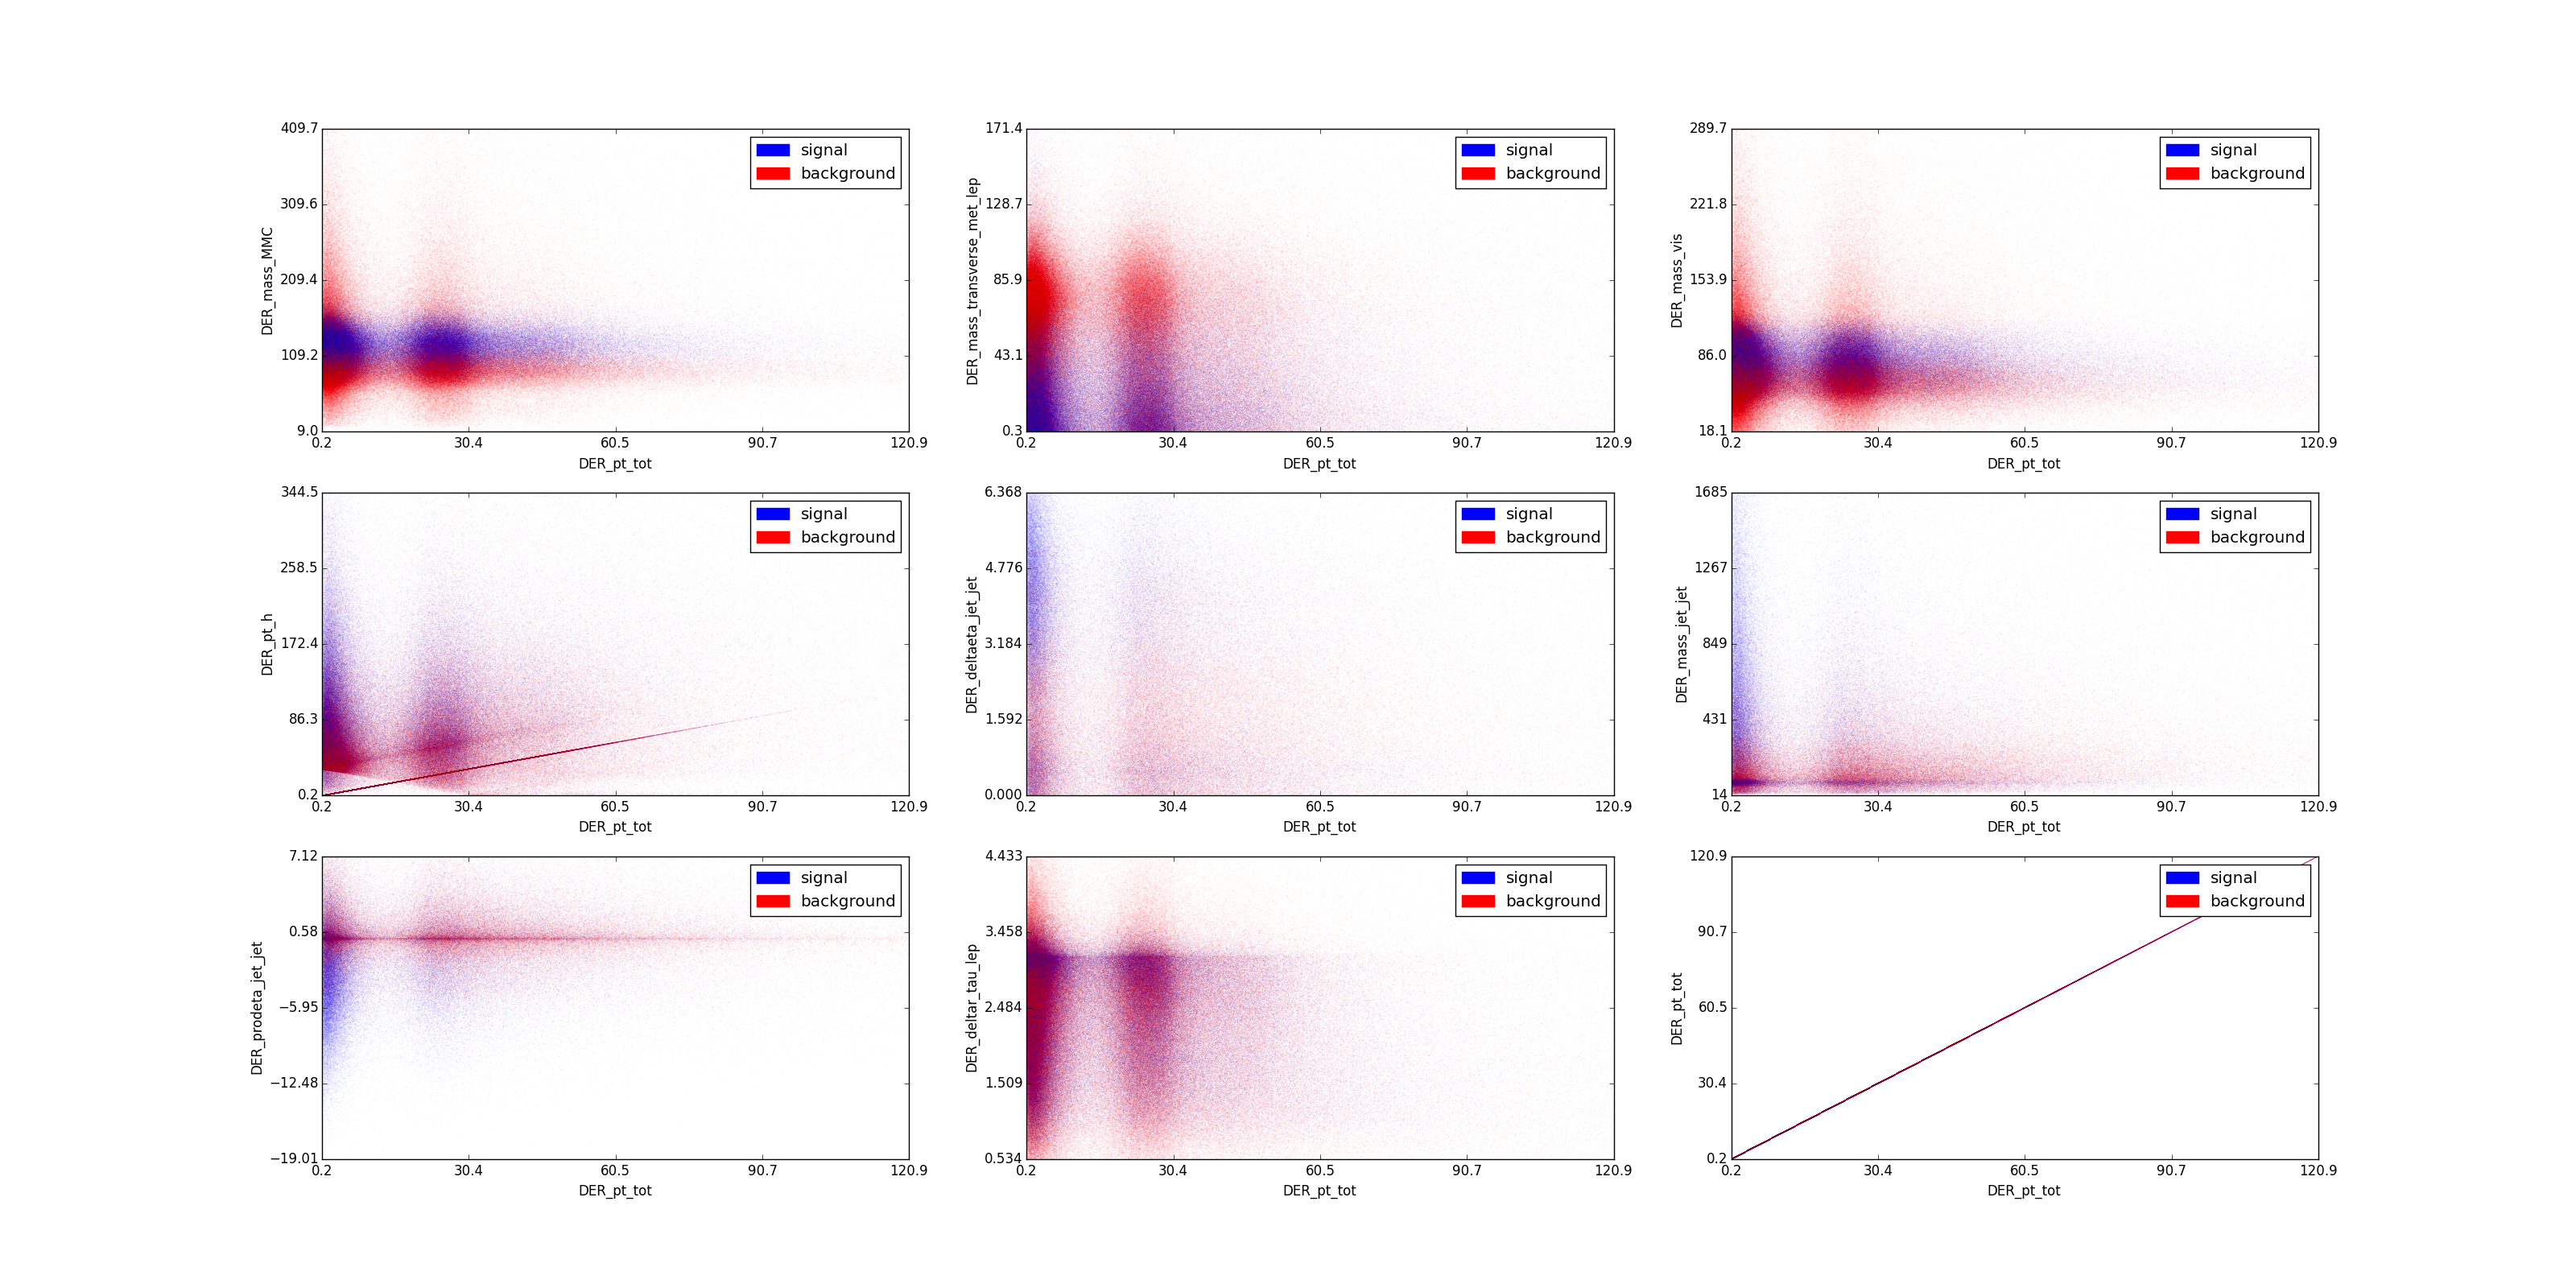 409.7
309.6
209.4
109.2
9.0
DER_mass_MMC
signal
background
0.2 30.4 60.5 90.7 120.9
DER_pt_tot
171.4
128.7
85.9
43.1
0.3
DER_mass_transverse_met_lep
signal
background
0.2 30.4 60.5 90.7 120.9
DER_pt_tot
289.7
221.8
153.9
86.0
18.1
DER_mass_vis
signal
background
0.2 30.4 60.5 90.7 120.9
DER_pt_tot
344.5
258.5
172.4
86.3
0.2
DER_pt_h
signal
background
0.2 30.4 60.5 90.7 120.9
DER_pt_tot
6.368
4.776
3.184
1.592
0.000
DER_deltaeta_jet_jet
signal
background
0.2 30.4 60.5 90.7 120.9
DER_pt_tot
1685
1267
849
431
14
DER_mass_jet_jet
signal
background
0.2 30.4 60.5 90.7 120.9
DER_pt_tot
7.12
0.58
−5.95
−12.48
−19.01
DER_prodeta_jet_jet
signal
background
0.2 30.4 60.5 90.7 120.9
DER_pt_tot
4.433
3.458
2.484
1.509
0.534
DER_deltar_tau_lep
signal
background
0.2 30.4 60.5 90.7 120.9
DER_pt_tot
120.9
90.7
60.5
30.4
0.2
DER_pt_tot
signal
background
0.2 30.4 60.5 90.7 120.9
DER_pt_tot